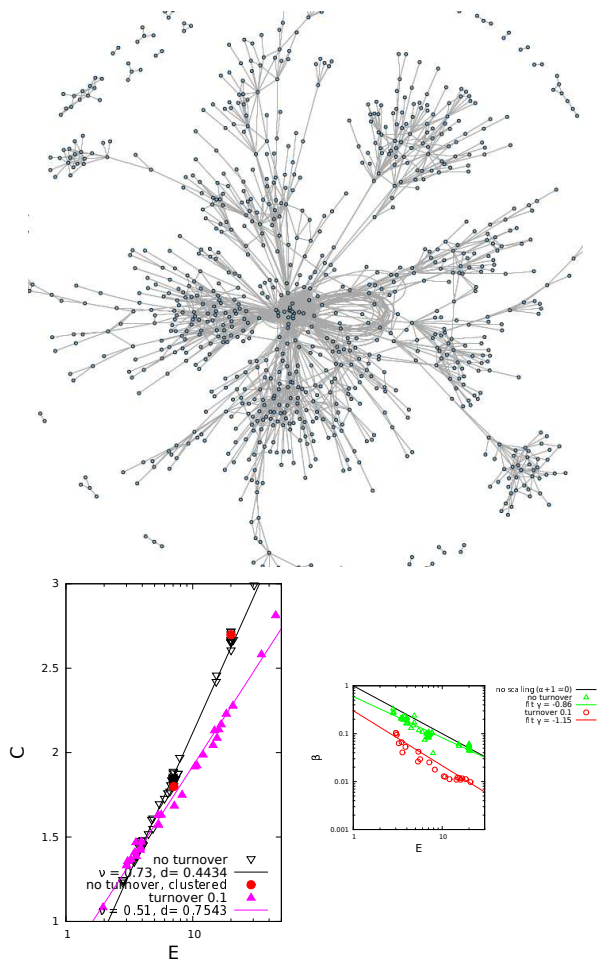 3
2.5
2
1.5
1
C
1
10
E
no turnover
ν = 0.73, d= 0.4434
no turnover, clustered
turnover 0.1
ν = 0.51, d= 0.7543
1
0.1
0.01
0.001
β
1
10
E
no scaling (α+1 =0)
no turnover
fit γ = -0.86
turnover 0.1
fit γ = -1.15